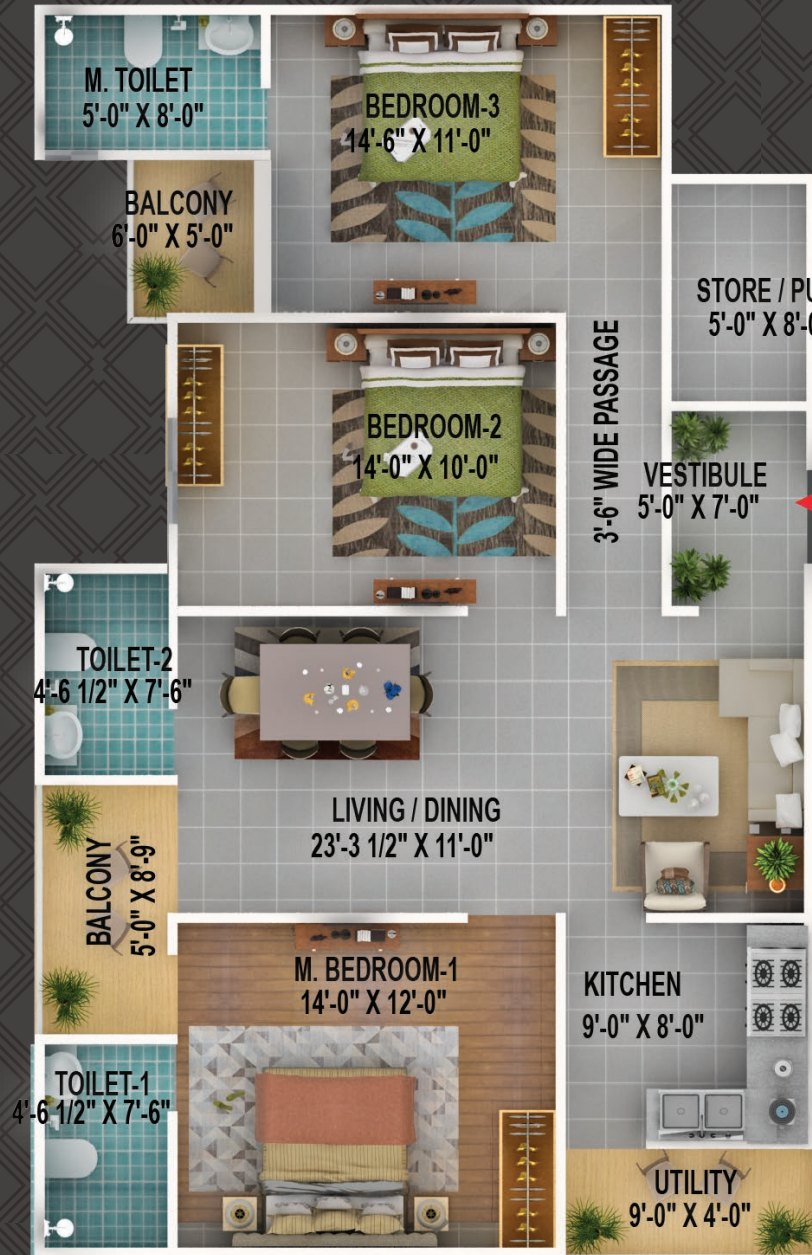 M. TOILET
5'-0" X 8'-0"
BEDROOM-3
14'-6" X 11'-0"
BALCONY
6'-0" X 5'-0"
STORE /
5'-0" X
BEDROOM-2
14'-0" X 10'-0"
3'-6" WIDE PASSAGE
VESTIBULE
5'-0" X 7'-0"
TOILET-2
4'-6 1/2" X 7'-6"
LIVING / DINING
23'-3 1/2" X 11'-0"
BALCONY
5'-0" X 8'-9"
M. BEDROOM-1
14'-0" X 12'-0"
KITCHEN
9'-0" X 8'-0"
TOILET-1
4'-6 1/2" X 7'-6"
UTILITY
9'-0" X 4'-0"